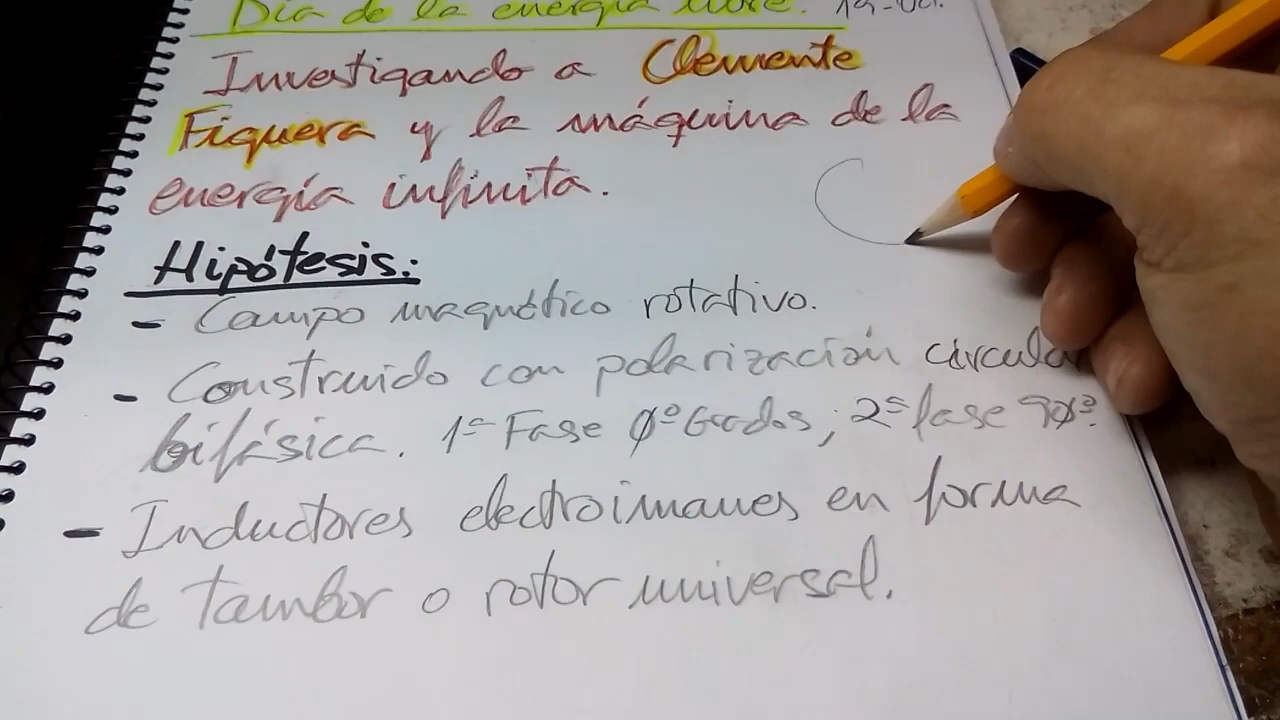 Día de la energía libre. 19-Oct.
Investigando a Clemente
Figuera y la máquina de la
energía infinita.
Hipótesis:
- Campo magnético rotativo.
- Construido con polarización circular
bifásica. 1ª Fase 0º Grados; 2ª fase 90º.
- Inductores electroimanes en forma
de tambor o rotor universal.